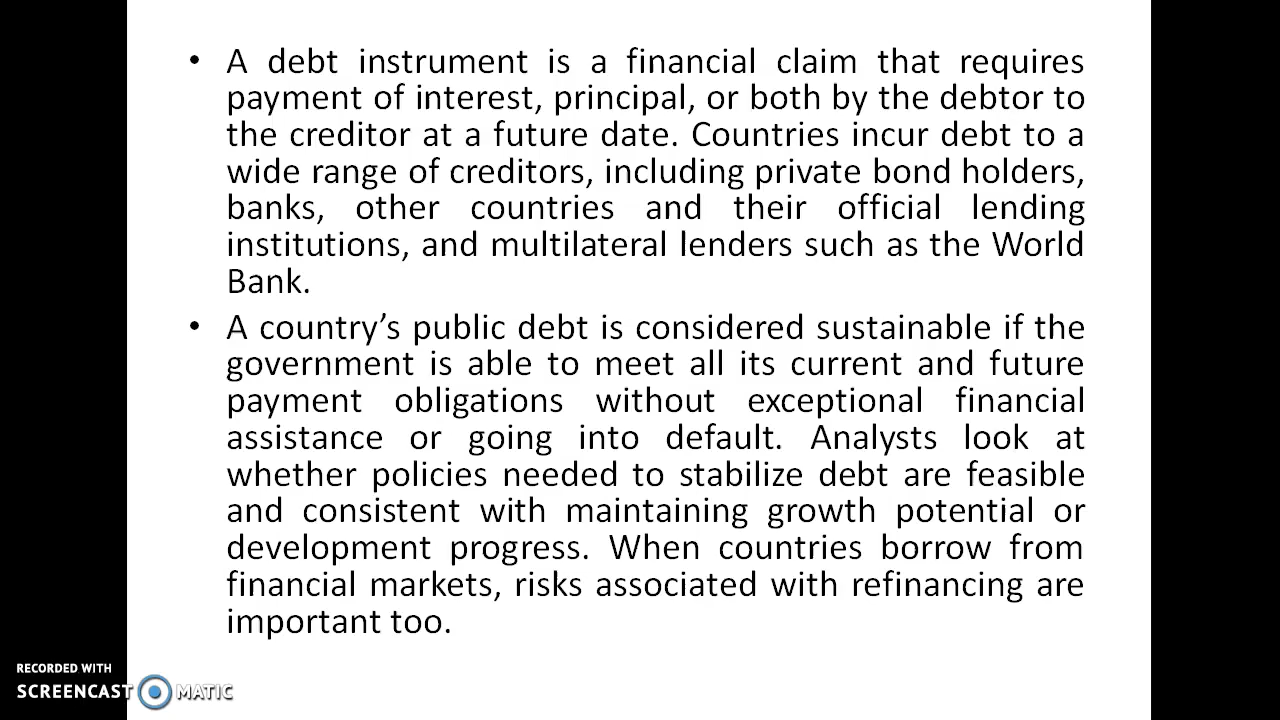 • A debt instrument is a financial claim that requires
payment of interest, principal, or both by the debtor to
the creditor at a future date. Countries incur debt to a
wide range of creditors, including private bond holders,
banks, other countries and their official lending
institutions, and multilateral lenders such as the World
Bank.
• A country’s public debt is considered sustainable if the
government is able to meet all its current and future
payment obligations without exceptional financial
assistance or going into default. Analysts look at
whether policies needed to stabilize debt are feasible
and consistent with maintaining growth potential or
development progress. When countries borrow from
financial markets, risks associated with refinancing are
important too.
RECORDED WITH
SCREENCAST MATIC